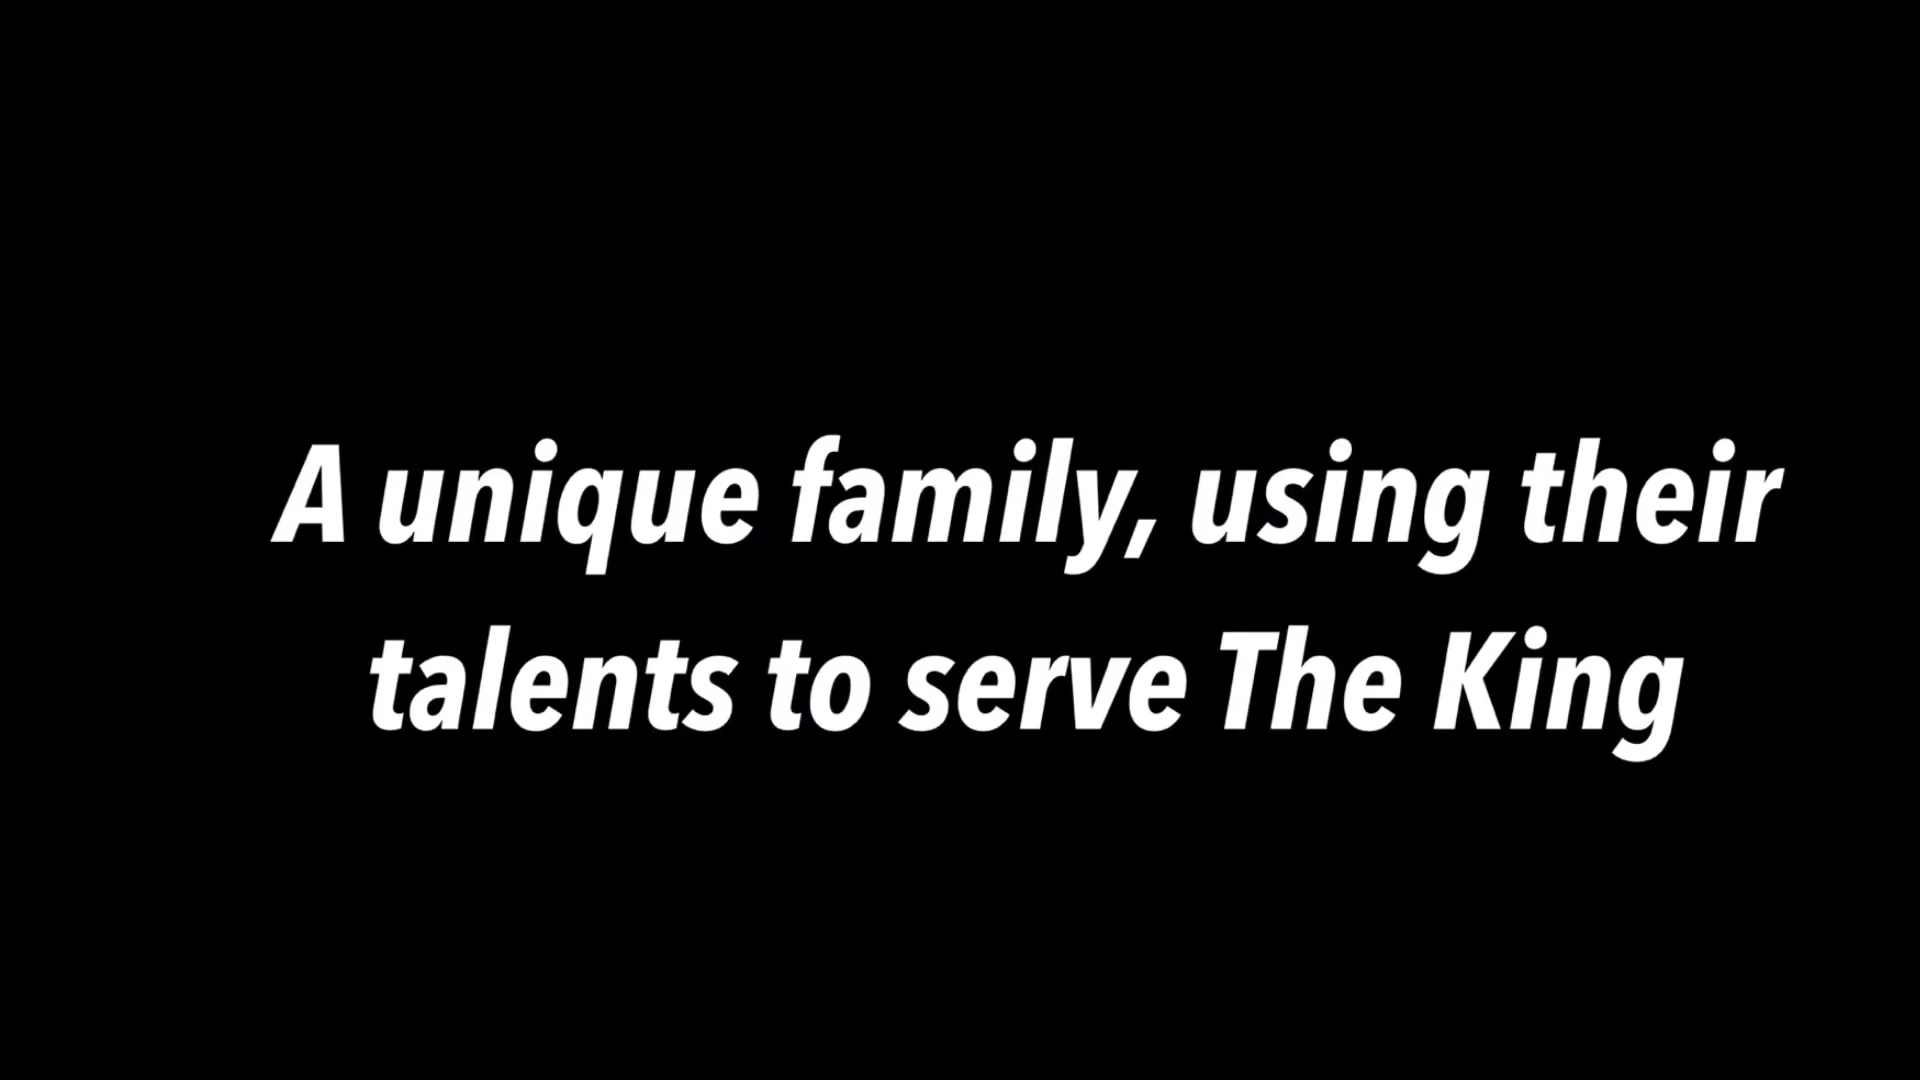 A unique family, using their
talents to serve The King